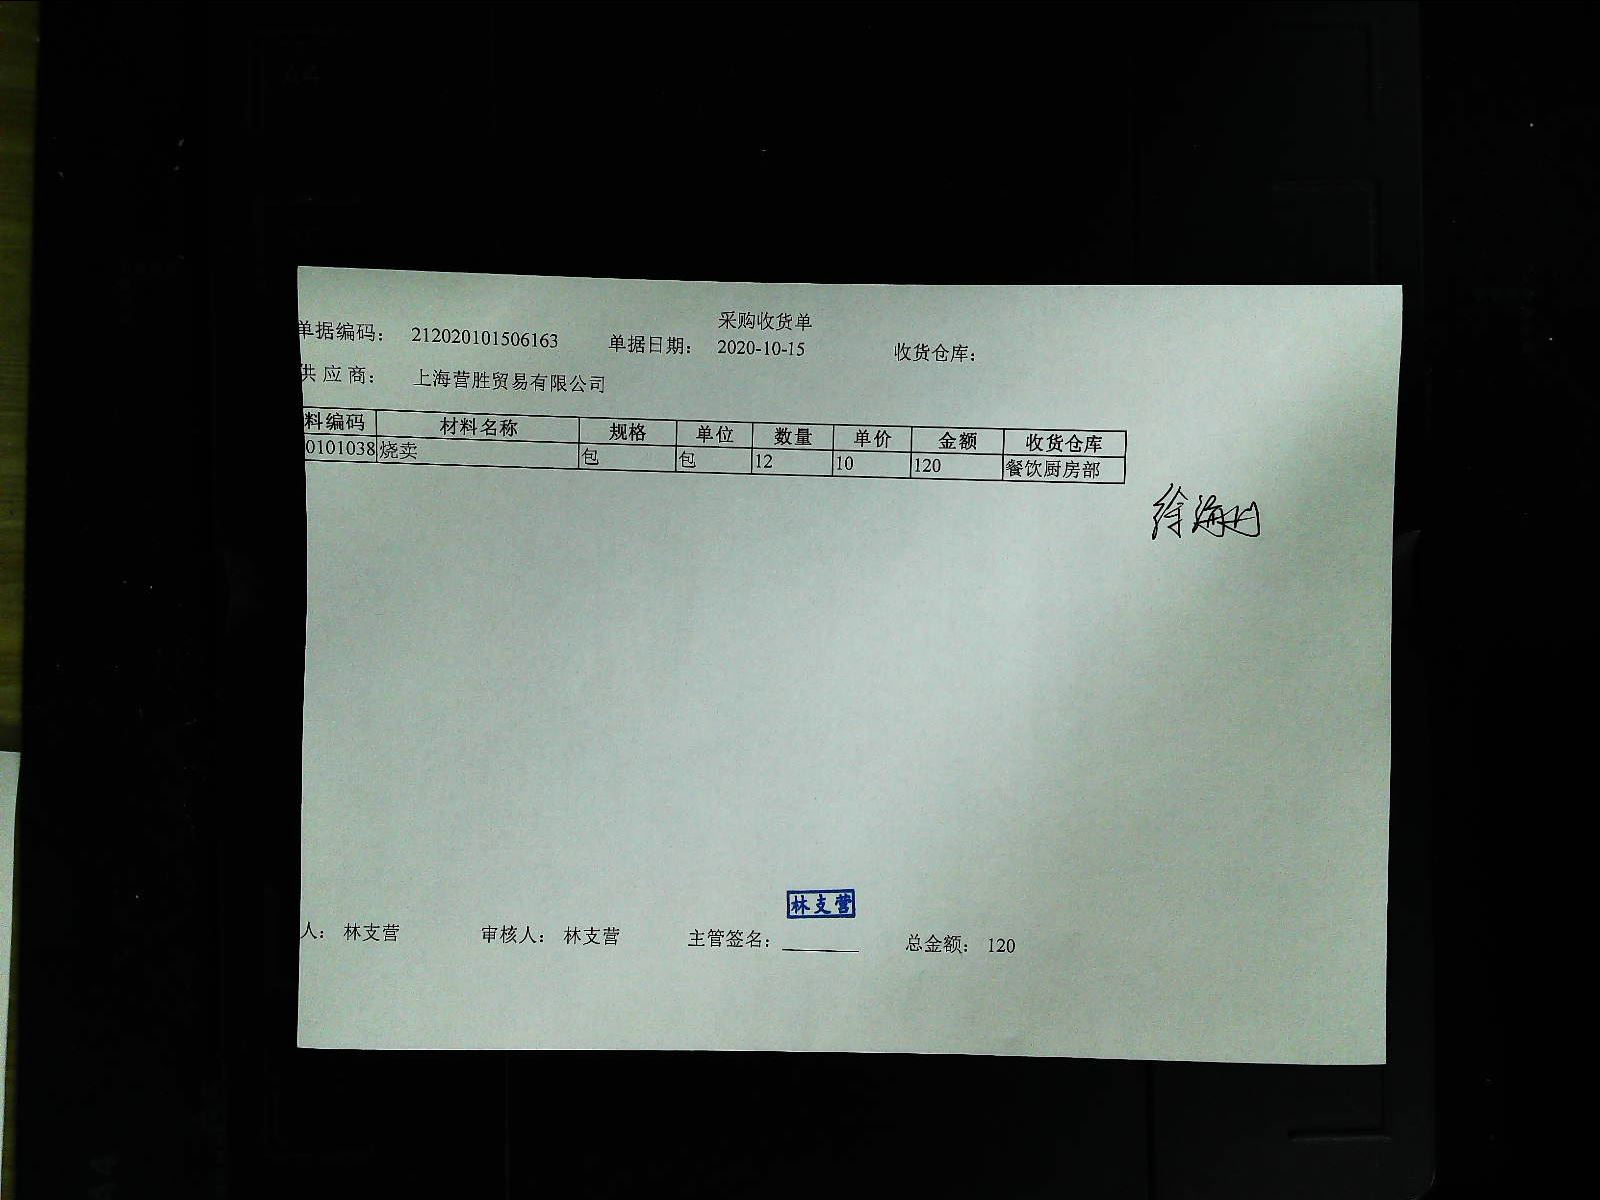 采购收货单
单据编码： 212020101506163 单据日期： 2020-10-15 收货仓库：
供 应 商： 上海营胜贸易有限公司
料编码 材料名称 规格 单位 数量 单价 金额 收货仓库
0101038 烧卖 包 包 12 10 120 餐饮厨房部
林支营
人： 林支营 审核人： 林支营 主管签名： 总金额： 120